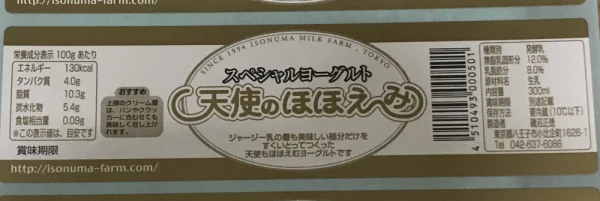 http://isonuma-farm.com/
栄養成分表示 100gあたり
エネルギー 130kcal
タンパク質 4.0g
脂質 10.3g
炭水化物 5.4g
食塩相当量 0.09g
※この表示値は、目安です
賞味期限
http://isonuma-farm.com/
おすすめ
上部のクリーム層
は、パンやクラッ
カーに合わせても
美味しく召し上が
れます。
SINCE 1994 ISONUMA MILK FARM - TOKYO
スペシャルヨーグルト
天使のほほえみ
ジャージー乳の最も美味しい部分だけを
すくいとってつくった
天使もほほえむヨーグルトです
4 510493 000301
種類別 発酵乳
無脂乳固形分 12.0%
乳脂肪分 8.0%
原材料名 生乳
内容量 300ml
賞味期限 別途記載
保存方法 要冷蔵(10℃以下)
製造者 磯沼正徳
東京都八王子市小比企町1625-1
Tel 042-637-6086